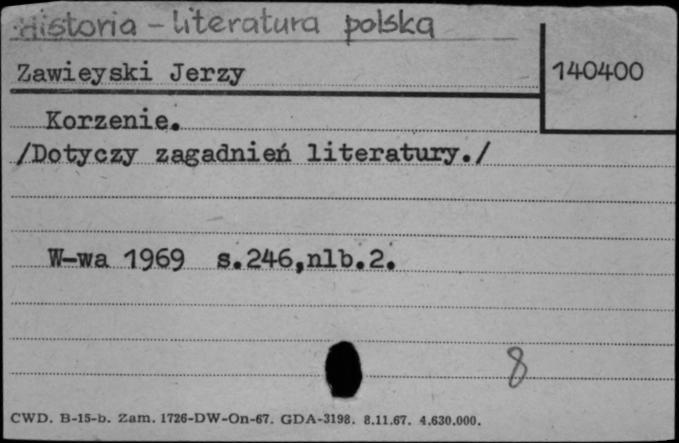 Historia - literatura polska
Zawieyski Jerzy
140400
Korzenie.
/Dotyczy zagadnień literatury./
W-wa 1969 s.246,nlb.2.
8
CWD. B-15-b. Zam. 1726-DW-On-67. GDA-3198. 8.11.67. 4.630.000.